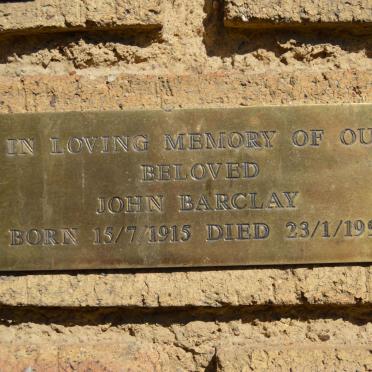 IN LOVING MEMORY OF OU
BELOVED
JOHN BARCLAY
BORN 15/7/1915 DIED 23/1/199